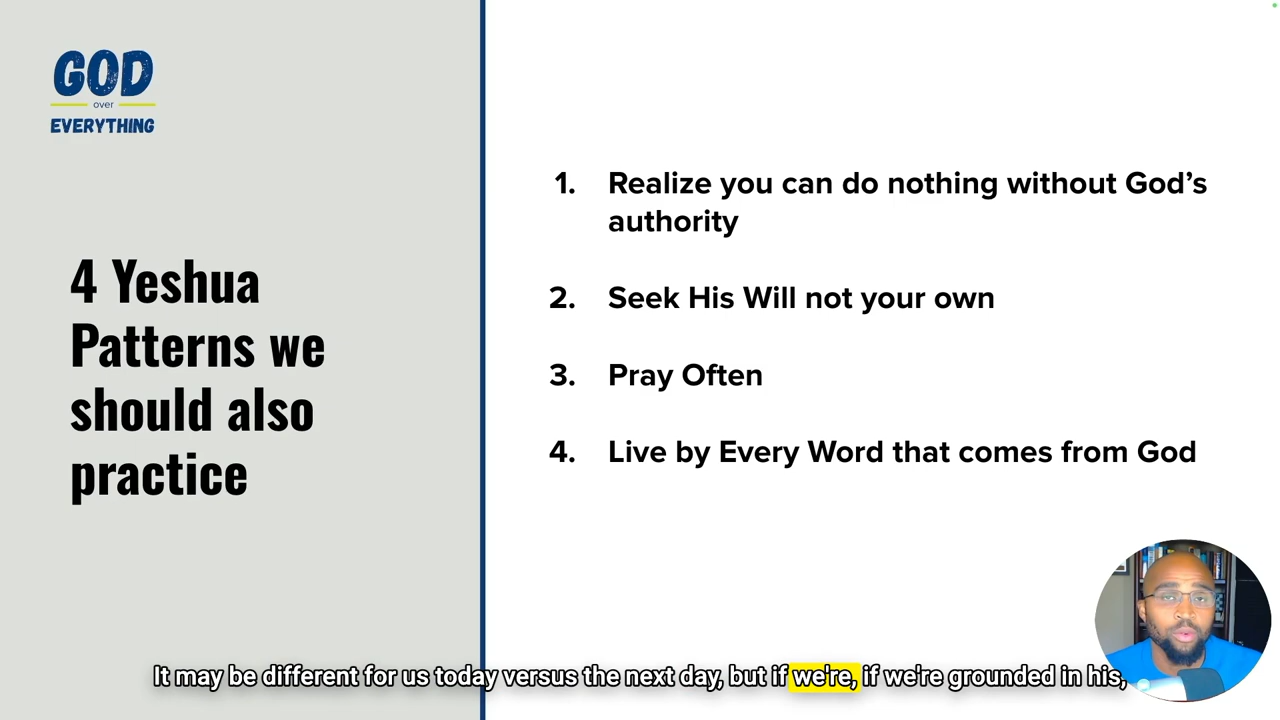 GOD
over
EVERYTHING
4 Yeshua
Patterns we
should also
practice
1. Realize you can do nothing without God's
authority
2. Seek His Will not your own
3. Pray Often
4. Live by Every Word that comes from God
It may be different for us today versus the next day, but if we're, if we're grounded in his,